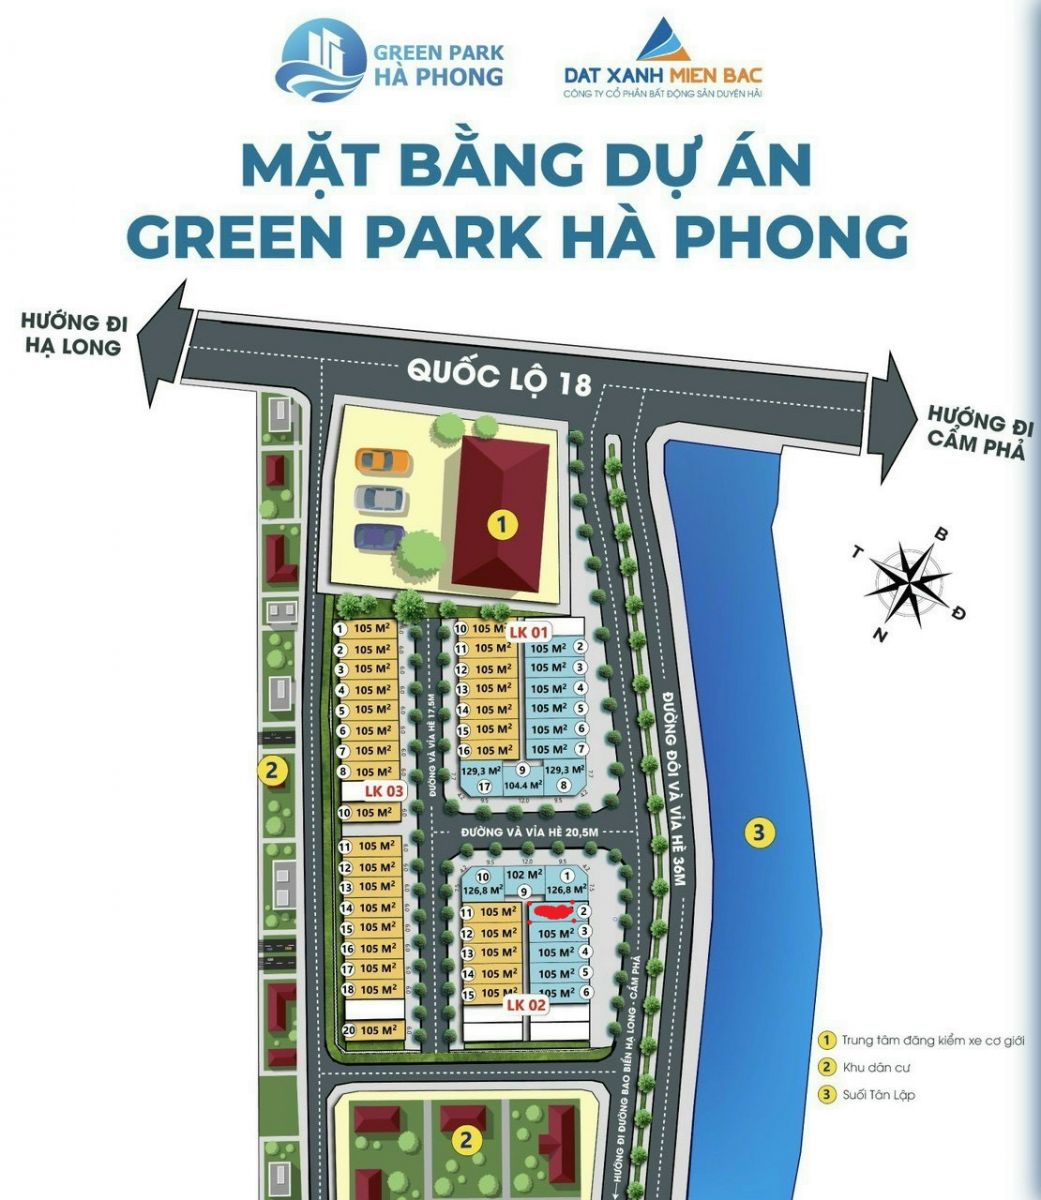 GREEN PARK
HÀ PHONG
DAT XANH MIEN BAC
CÔNG TY CỔ PHẦN BẤT ĐỘNG SẢN DUYÊN HẢI
MẶT BẰNG DỰ ÁN
GREEN PARK HÀ PHONG
HƯỚNG ĐI
HẠ LONG
QUỐC LỘ 18
HƯỚNG ĐI
CẨM PHẢ
1
B
T
Đ
N
1 105 M²
2 105 M²
3 105 M²
4 105 M²
5 105 M²
6 105 M²
7 105 M²
8 105 M²
LK 03
10 105 M²
11 105 M²
12 105 M²
13 105 M²
14 105 M²
15 105 M²
16 105 M²
17 105 M²
18 105 M²
20 105 M²
ĐƯỜNG VÀ VỈA HÈ 17,5M
10 105 M²
LK 01
11 105 M² 105 M² 2
12 105 M² 105 M² 3
13 105 M² 105 M² 4
14 105 M² 105 M² 5
15 105 M² 105 M² 6
16 105 M² 105 M² 7
129,3 M² 9 129,3 M²
17 104.4 M² 8
9.5 12.0 9.5
ĐƯỜNG VÀ VỈA HÈ 20,5M
9.5 12.0 9.5
10 102 M² 1
126,8 M² 9 126,8 M²
11 105 M² 2
12 105 M² 105 M² 3
13 105 M² 105 M² 4
14 105 M² 105 M² 5
15 105 M² 105 M² 6
LK 02
ĐƯỜNG ĐÔI VÀ VỈA HÈ 36M
HƯỚNG ĐI ĐƯỜNG BAO BIỂN HẠ LONG - CẨM PHẢ
2
3
2
1 Trung tâm đăng kiểm xe cơ giới
2 Khu dân cư
3 Suối Tân Lập